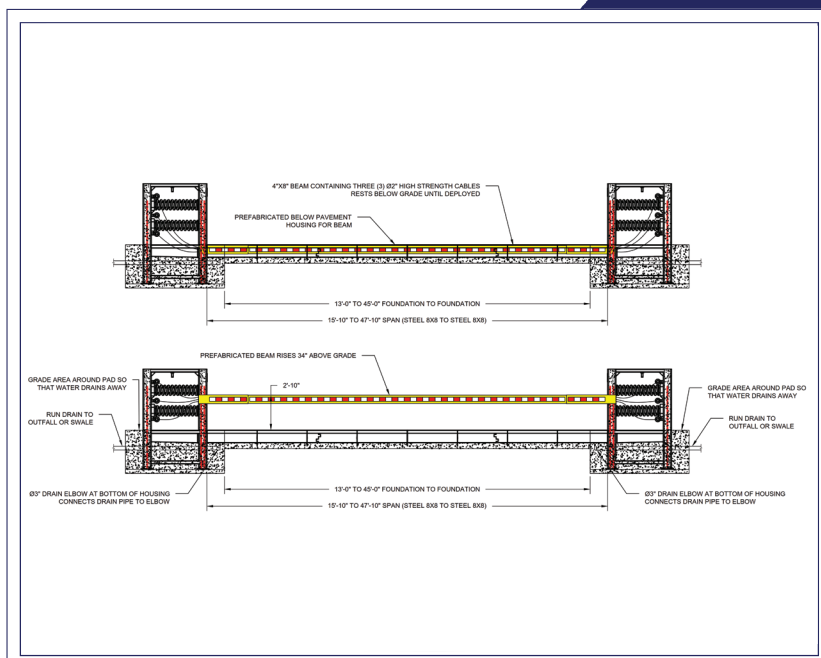 4"X8" BEAM CONTAINING THREE (3) Ø2" HIGH STRENGTH CABLES
RESTS BELOW GRADE UNTIL DEPLOYED
PREFABRICATED BELOW PAVEMENT
HOUSING FOR BEAM
13'-0" TO 45'-0" FOUNDATION TO FOUNDATION
15'-10" TO 47'-10" SPAN (STEEL 8X8 TO STEEL 8X8)
PREFABRICATED BEAM RISES 34" ABOVE GRADE
2'-10"
GRADE AREA AROUND PAD SO
THAT WATER DRAINS AWAY
RUN DRAIN TO
OUTFALL OR SWALE
GRADE AREA AROUND PAD SO
THAT WATER DRAINS AWAY
RUN DRAIN TO
OUTFALL OR SWALE
Ø3" DRAIN ELBOW AT BOTTOM OF HOUSING
CONNECTS DRAIN PIPE TO ELBOW
13'-0" TO 45'-0" FOUNDATION TO FOUNDATION
15'-10" TO 47'-10" SPAN (STEEL 8X8 TO STEEL 8X8)
Ø3" DRAIN ELBOW AT BOTTOM OF HOUSING
CONNECTS DRAIN PIPE TO ELBOW